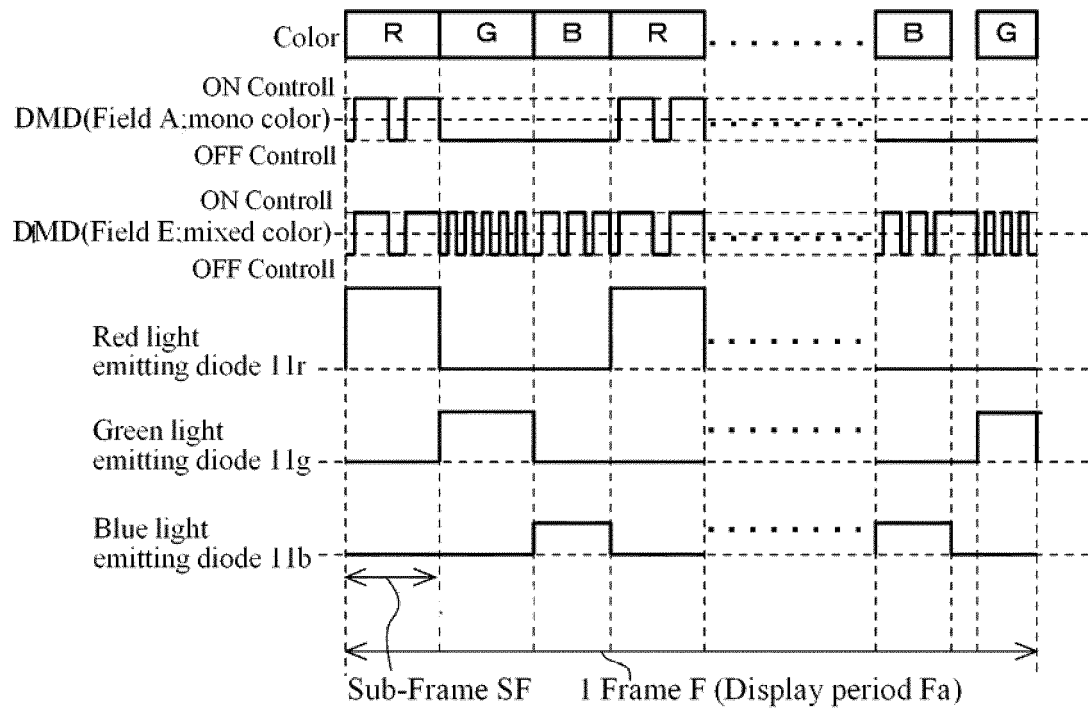 Color R G B R B G
ON Controll
DMD(Field A:mono color)
OFF Controll
ON Controll
DMD(Field E:mixed color)
OFF Controll
Red light
emitting diode 11r
Green light
emitting diode 11g
Blue light
emitting diode 11b
Sub-Frame SF 1 Frame F (Display period Fa)